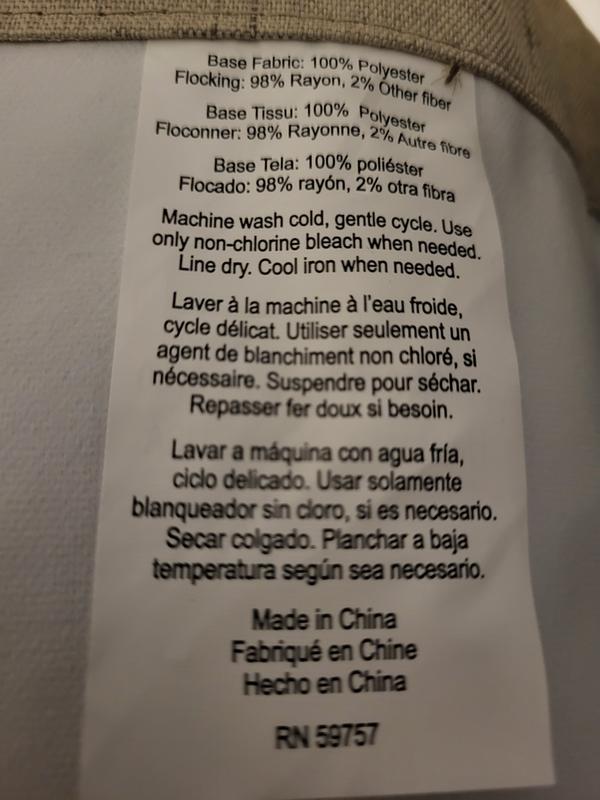 Base Fabric: 100% Polyester
Flocking: 98% Rayon, 2% Other fiber
Base Tissu: 100% Polyester
Floconner: 98% Rayonne, 2% Autre fibre
Base Tela: 100% poliéster
Flocado: 98% rayón, 2% otra fibra
Machine wash cold, gentle cycle. Use
only non-chlorine bleach when needed.
Line dry. Cool iron when needed.
Laver à la machine à l'eau froide,
cycle délicat. Utiliser seulement un
agent de blanchiment non chloré, si
nécessaire. Suspendre pour séchar.
Repasser fer doux si besoin.
Lavar a máquina con agua fría,
ciclo delicado. Usar solamente
blanqueador sin cloro, si es necesario.
Secar colgado. Planchar a baja
temperatura según sea necesario.
Made in China
Fabriqué en Chine
Hecho en China
RN 59757